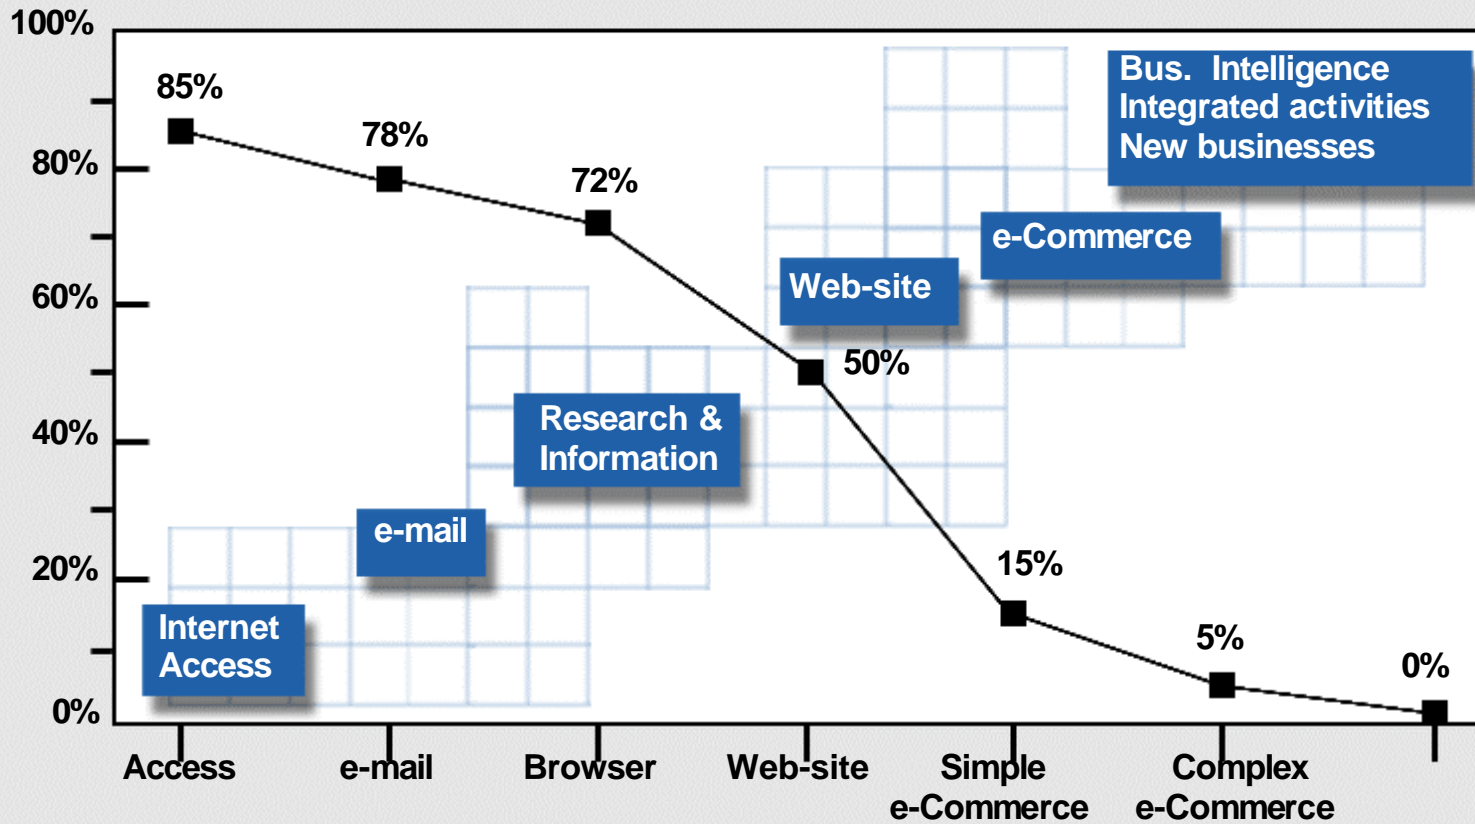 100%
85%
78%
72%
80%
60%
50%
40%
20%
15%
5%
0%
0%
Bus. Intelligence
Integrated activities
New businesses
e-Commerce
Web-site
Research &
Information
e-mail
Internet
Access
Access
e-mail
Browser
Web-site
Simple
e-Commerce
Complex
e-Commerce